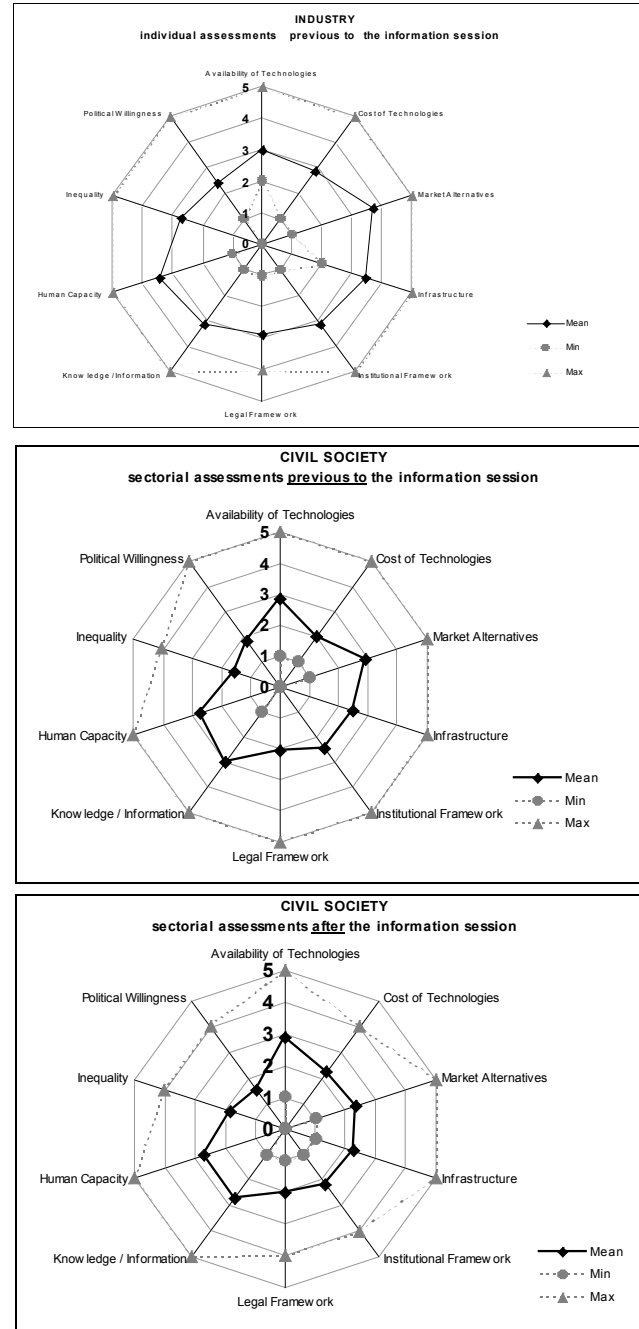 INDUSTRY
individual assessments previous to the information session
Availability of Technologies
5
Political Willingness
Cost of Technologies
4
3
Inequality
2
Market Alternatives
1
0
Human Capacity
Infrastructure
Mean
Min
Knowledge /Information
Institutional Framework
Max
Legal Framework
CIVIL SOCIETY
sectorial assessments previous to the information session
Availability of Technologies
5
Political Willingness
Cost of Technologies
4
3
Inequality
2
Market Alternatives
1
0
Human Capacity
Infrastructure
Mean
Min
Knowledge / Information
Institutional Framework
Max
Legal Framework
CIVIL SOCIETY
sectorial assessments after the information session
Availability of Technologies
5
Political Willingness
Cost of Technologies
4
3
Inequality
2
Market Alternatives
1
0
Human Capacity
Infrastructure
Knowledge / Information
Institutional Framework
Mean
Min
Max
Legal Framework